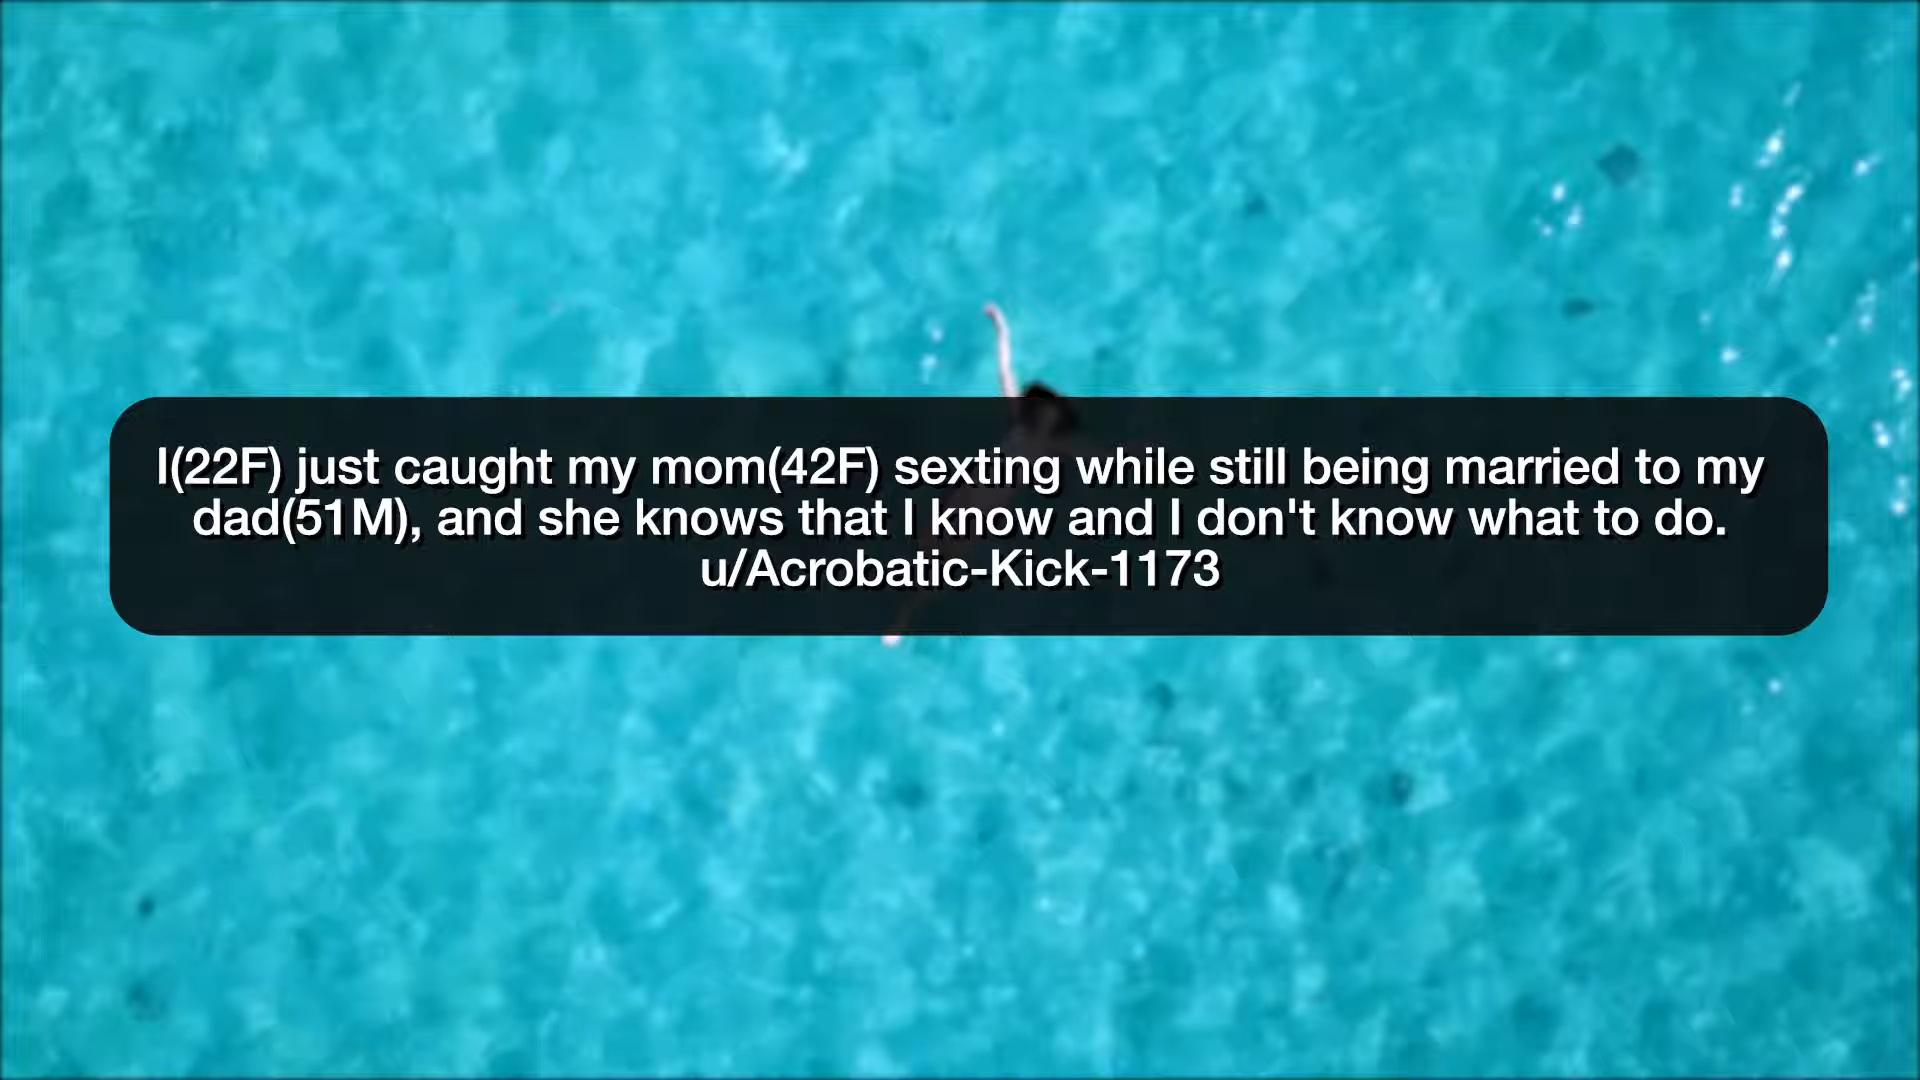 I(22F) just caught my mom(42F) sexting while still being married to my
dad(51M), and she knows that I know and I don't know what to do.
u/Acrobatic-Kick-1173